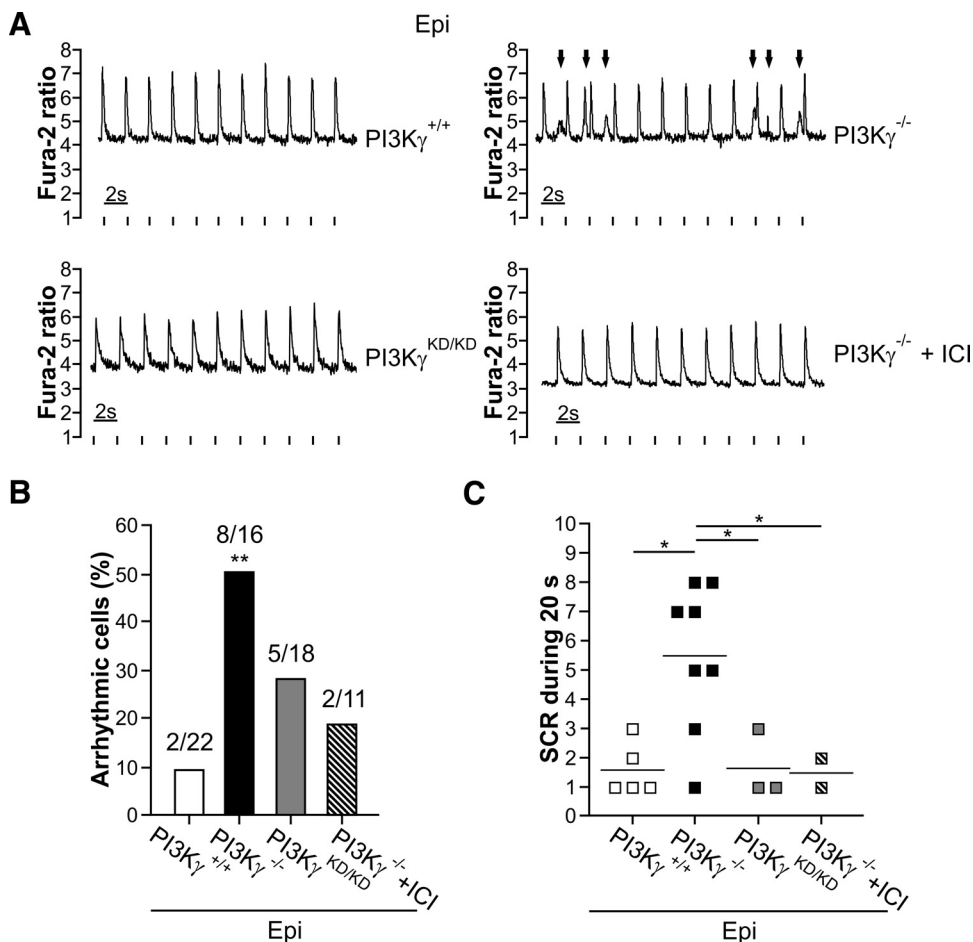 A
Epi
8
7
6
5
4
3
2
1
Fura-2 ratio
2s
PI3Kγ+/+
8
7
6
5
4
3
2
1
Fura-2 ratio
2s
PI3Kγ-/-
8
7
6
5
4
3
2
1
Fura-2 ratio
2s
PI3KγKD/KD
8
7
6
5
4
3
2
1
Fura-2 ratio
2s
PI3Kγ-/- + ICI
B
60
50
40
30
20
10
0
Arrhythmic cells (%)
2/22
8/16
**
5/18
2/11
PI3Kγ+/+
PI3Kγ-/-
PI3KγKD/KD
PI3Kγ-/-+ICI
Epi
C
10
9
8
7
6
5
4
3
2
1
0
SCR during 20 s
*
*
*
PI3Kγ+/+
PI3Kγ-/-
PI3KγKD/KD
PI3Kγ-/-+ICI
Epi